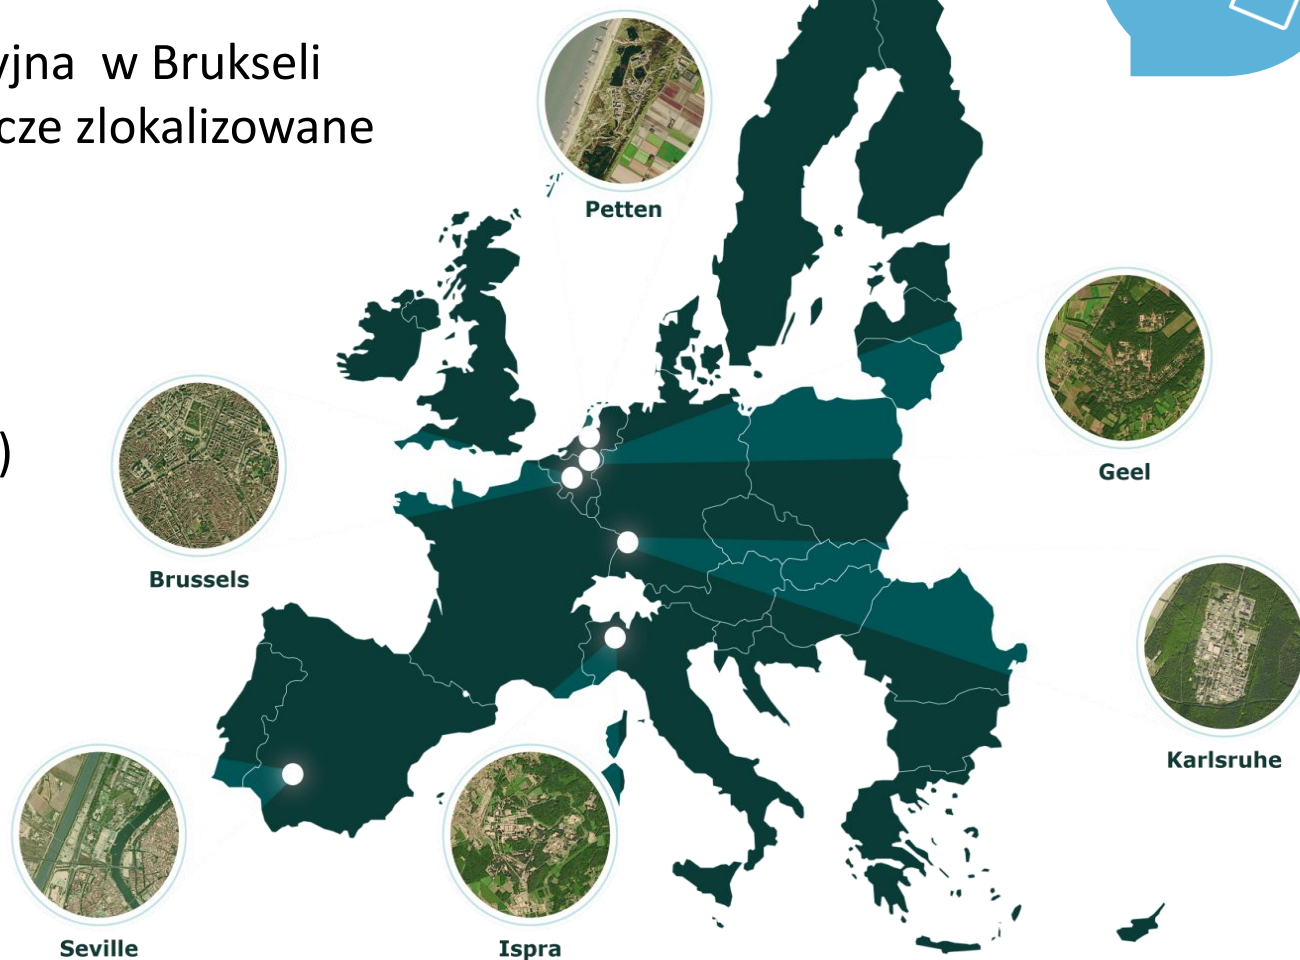 yjna w Brukseli
cze zlokalizowane
)
Petten
Geel
Brussels
Karlsruhe
Seville
Ispra